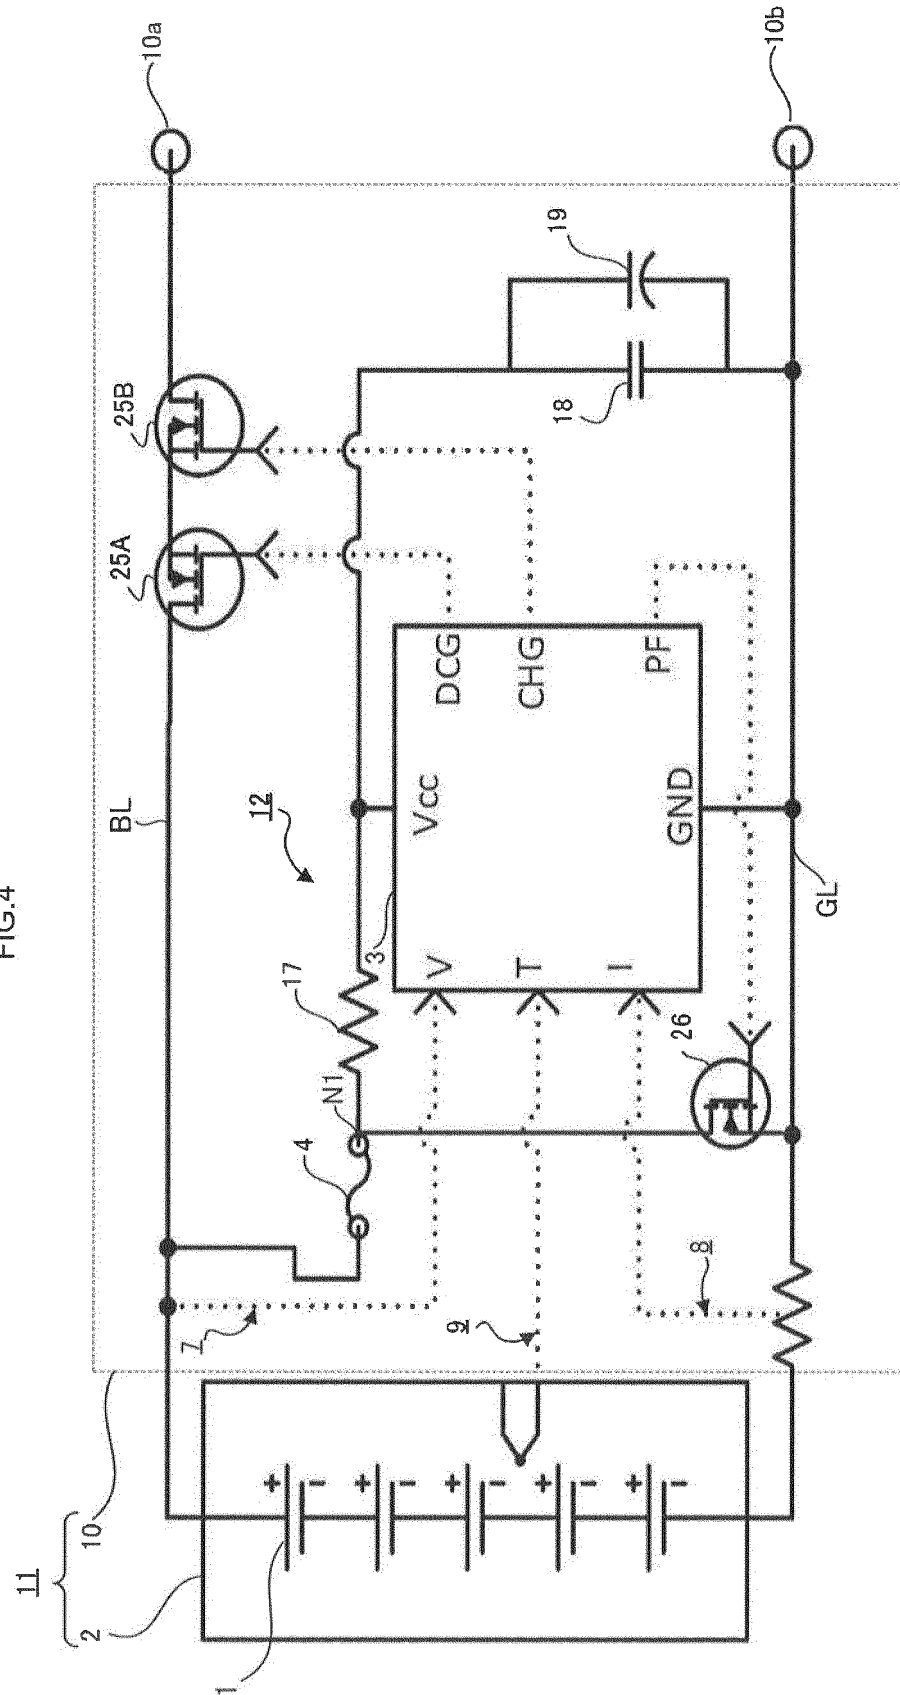 FIG.4
11
2
10
1
+
-
+
-
+
-
+
-
+
-
7
9
8
BL
12
4
N1
17
3
V
T
I
Vcc
GND
DCG
CHG
PF
26
GL
25A
25B
18
19
10a
10b